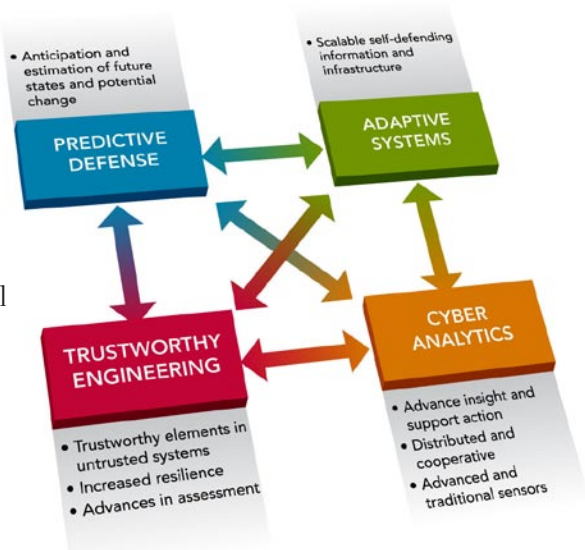 • Anticipation and
estimation of future
states and potential
change
PREDICTIVE
DEFENSE
• Scalable self-defending
information and
infrastructure
ADAPTIVE
SYSTEMS
l
TRUSTWORTHY
ENGINEERING
• Trustworthy elements in
untrusted systems
• Increased resilience
• Advances in assessment
CYBER
ANALYTICS
• Advance insight and
support action
• Distributed and
cooperative
• Advanced and
traditional sensors